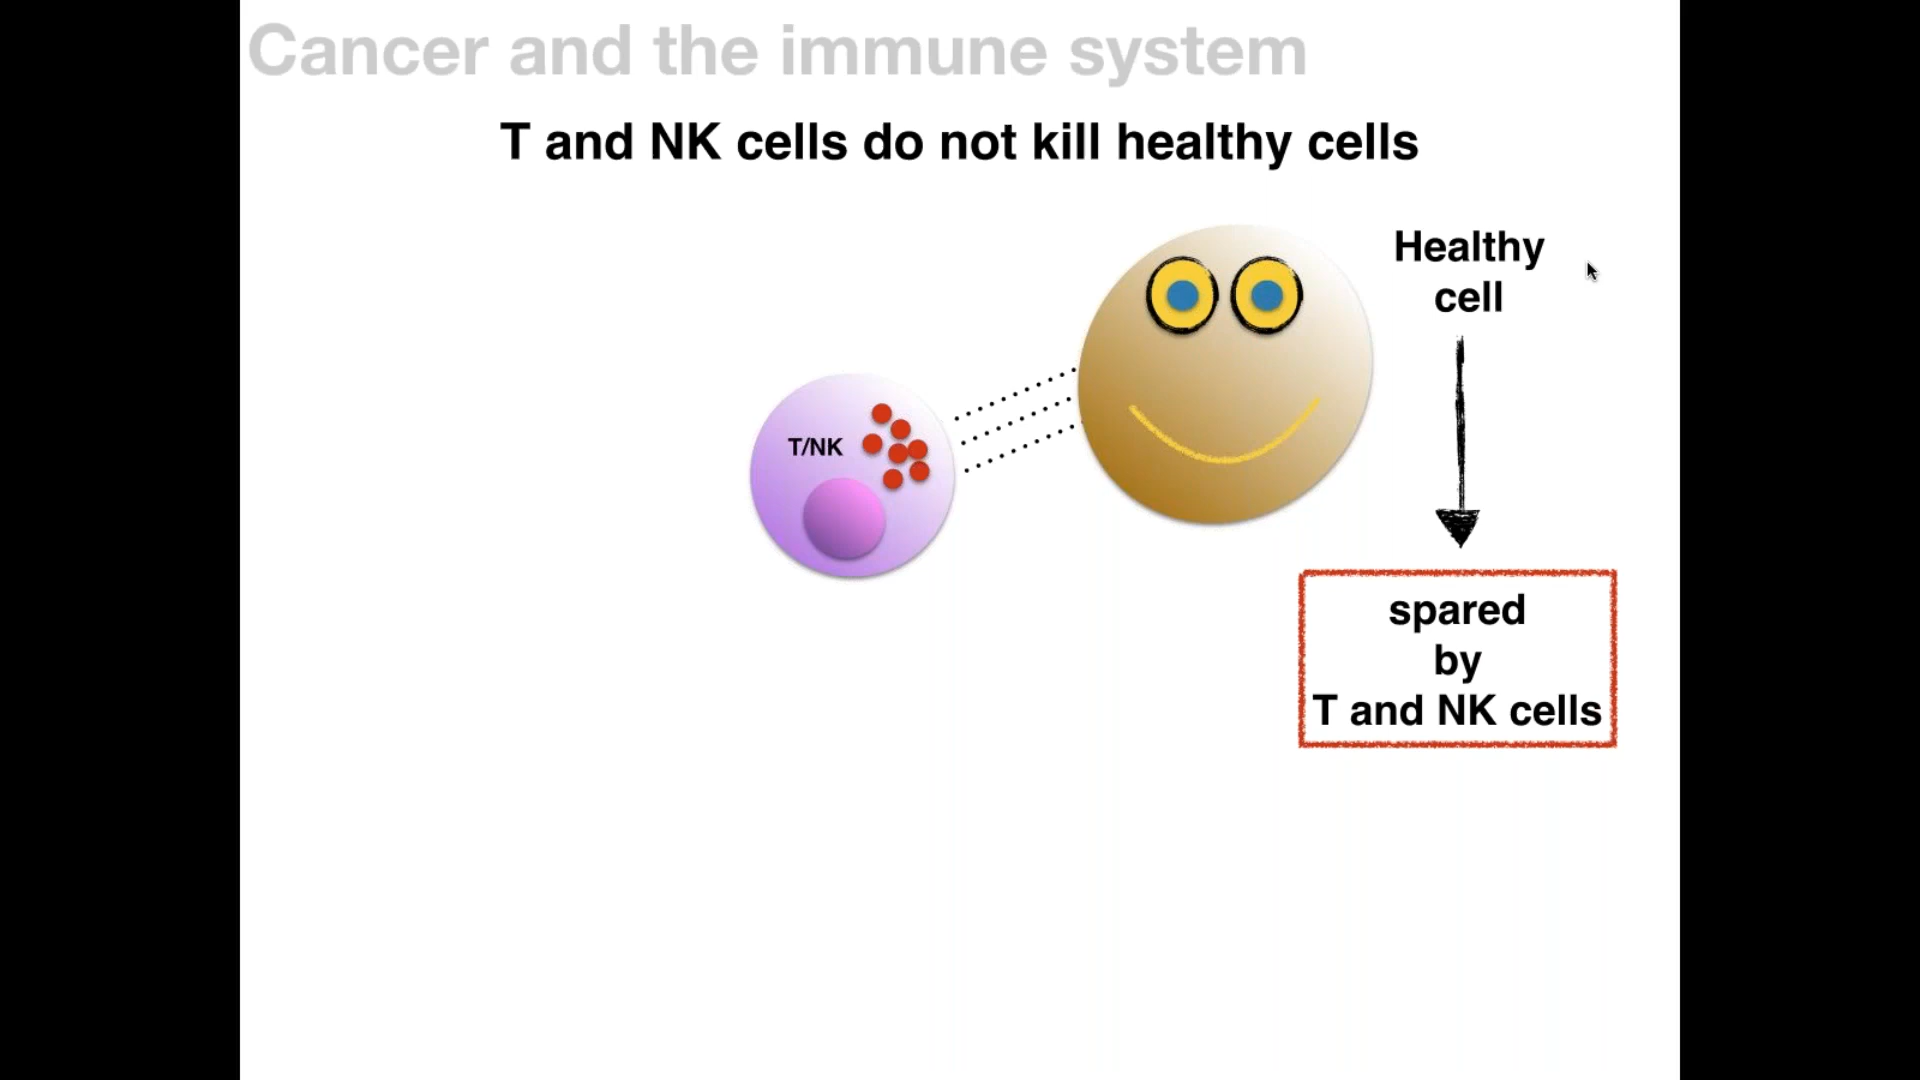 Cancer and the immune system
T and NK cells do not kill healthy cells
Healthy
cell
T/NK
spared
by
T and NK cells